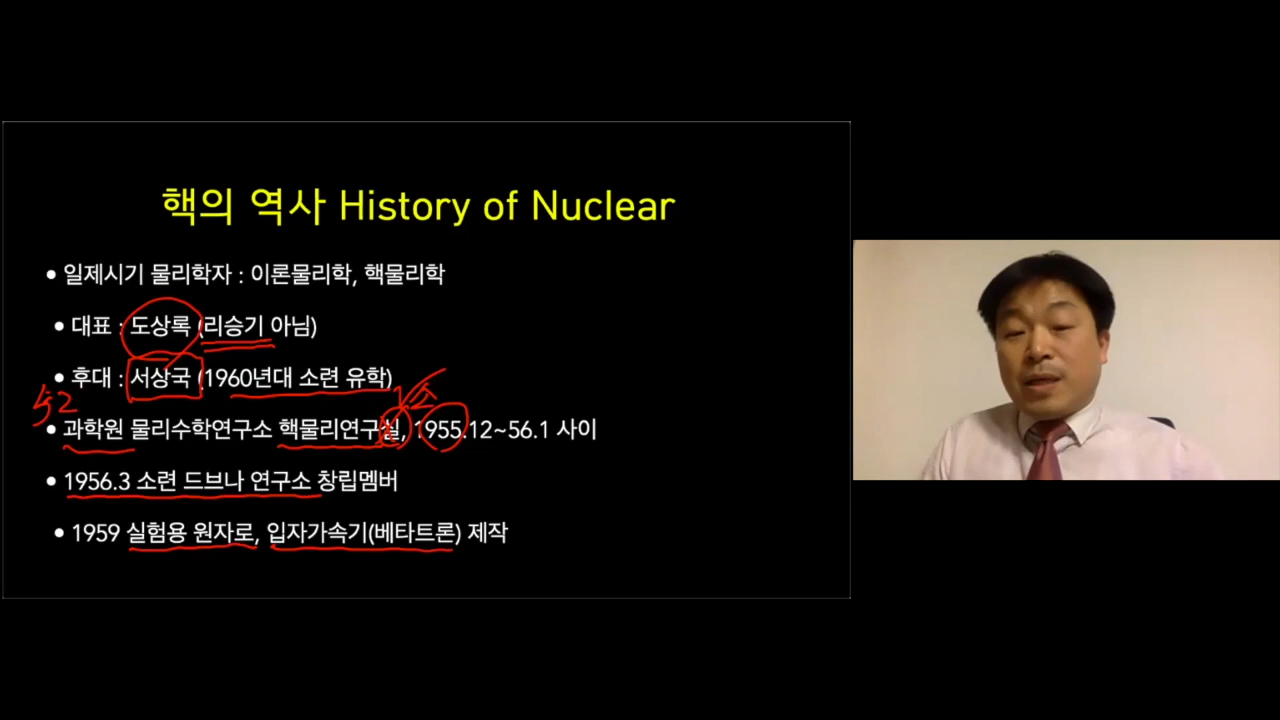 핵의 역사 History of Nuclear
• 일제시기 물리학자 : 이론물리학, 핵물리학
• 대표 : 도상록 (리승기 아님)
• 후대 : 서상국 (1960년대 소련 유학)
52
• 과학원 물리수학연구소 핵물리연구실, 1955.12~56.1 사이
• 1956.3 소련 드브나 연구소 창립멤버
• 1959 실험용 원자로, 입자가속기(베타트론) 제작